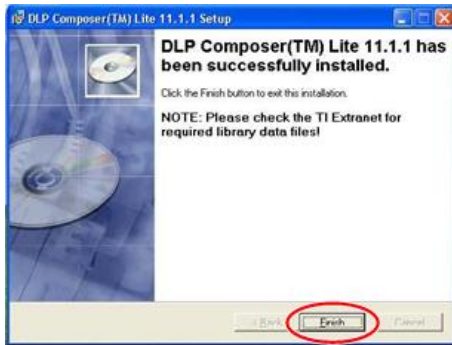 DLP Composer(TM) Lite 11.1.1 Setup
DLP Composer(TM) Lite 11.1.1 has
been successfully installed.
Click the Finish button to exit this installation.
NOTE: Please check the TI Extranet for
required library data files!
< Back
Finish
Cancel